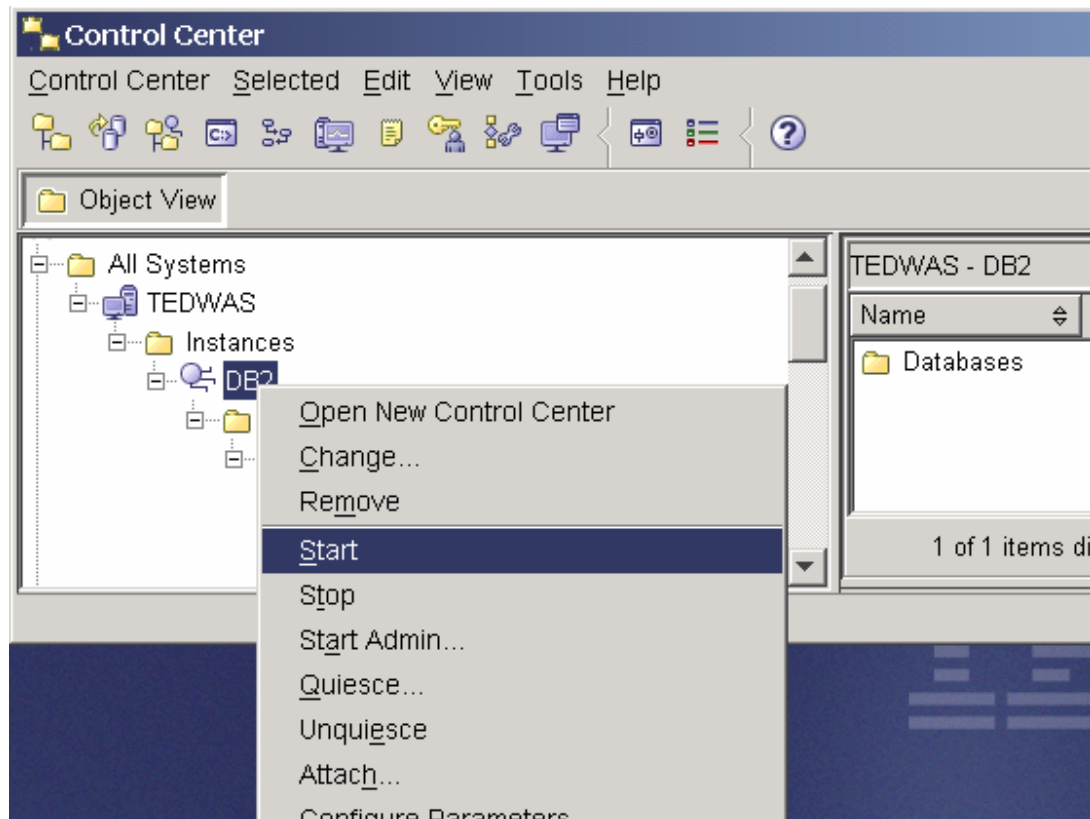 Control Center
Control Center Selected Edit View Tools Help
Object View
All Systems
TEDWAS
Instances
DB2
TEDWAS - DB2
Name
Databases
1 of 1 items di
Open New Control Center
Change...
Remove
Start
Stop
Start Admin...
Quiesce...
Unquiesce
Attach...
Configure Parameters